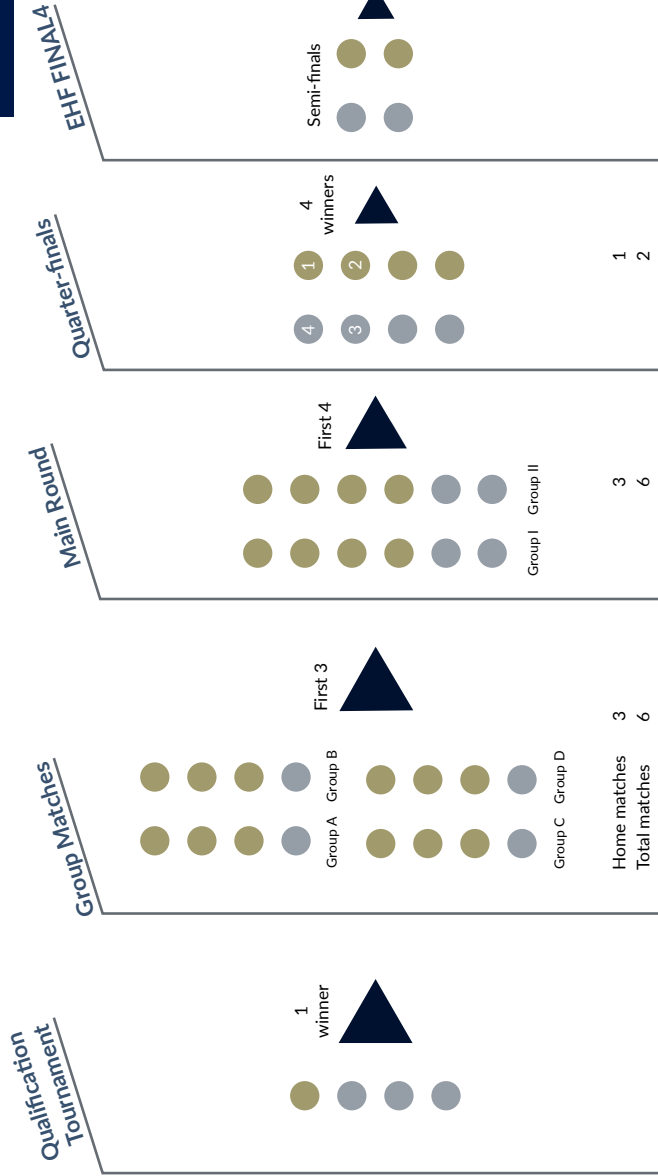 Qualification
Tournament
1
winner
Group Matches
Group A
Group B
Group C
Group D
First 3
Home matches 3
Total matches 6
Main Round
Group I
Group II
First 4
3
6
Quarter-finals
4
3
1
2
4
winners
1
2
EHF FINAL4
Semi-finals